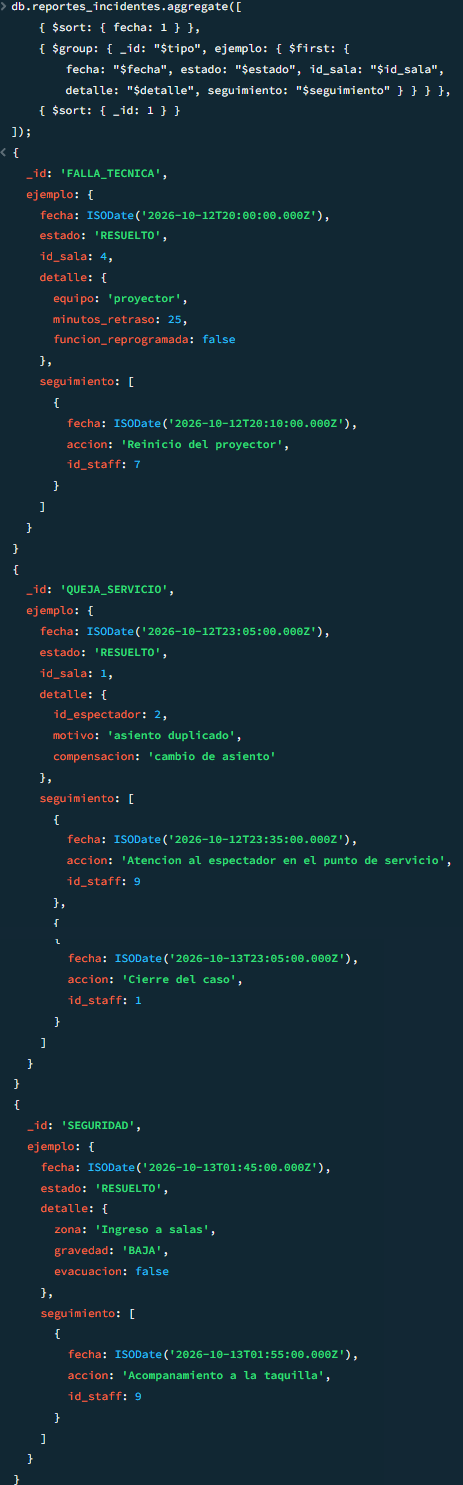 > db.reportes_incidentes.aggregate([
{ $sort: { fecha: 1 } },
{ $group: { _id: "$tipo", ejemplo: { $first: {
fecha: "$fecha", estado: "$estado", id_sala: "$id_sala",
detalle: "$detalle", seguimiento: "$seguimiento" } } } },
{ $sort: { _id: 1 } }
]);
< {
_id: 'FALLA_TECNICA',
ejemplo: {
fecha: ISODate('2026-10-12T20:00:00.000Z'),
estado: 'RESUELTO',
id_sala: 4,
detalle: {
equipo: 'proyector',
minutos_retraso: 25,
funcion_reprogramada: false
},
seguimiento: [
{
fecha: ISODate('2026-10-12T20:10:00.000Z'),
accion: 'Reinicio del proyector',
id_staff: 7
}
]
}
}
{
_id: 'QUEJA_SERVICIO',
ejemplo: {
fecha: ISODate('2026-10-12T23:05:00.000Z'),
estado: 'RESUELTO',
id_sala: 1,
detalle: {
id_espectador: 2,
motivo: 'asiento duplicado',
compensacion: 'cambio de asiento'
},
seguimiento: [
{
fecha: ISODate('2026-10-12T23:35:00.000Z'),
accion: 'Atencion al espectador en el punto de servicio',
id_staff: 9
},
{
fecha: ISODate('2026-10-13T23:05:00.000Z'),
accion: 'Cierre del caso',
id_staff: 1
}
]
}
}
{
_id: 'SEGURIDAD',
ejemplo: {
fecha: ISODate('2026-10-13T01:45:00.000Z'),
estado: 'RESUELTO',
detalle: {
zona: 'Ingreso a salas',
gravedad: 'BAJA',
evacuacion: false
},
seguimiento: [
{
fecha: ISODate('2026-10-13T01:55:00.000Z'),
accion: 'Acompanamiento a la taquilla',
id_staff: 9
}
]
}
}